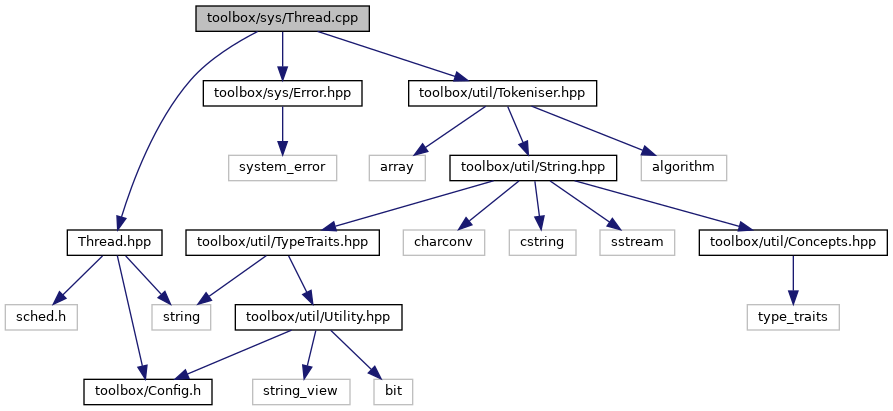 toolbox/sys/Thread.cpp
toolbox/sys/Error.hpp
toolbox/util/Tokeniser.hpp
system_error
array
toolbox/util/String.hpp
algorithm
Thread.hpp
toolbox/util/TypeTraits.hpp
charconv
cstring
sstream
toolbox/util/Concepts.hpp
sched.h
string
toolbox/util/Utility.hpp
type_traits
toolbox/Config.h
string_view
bit